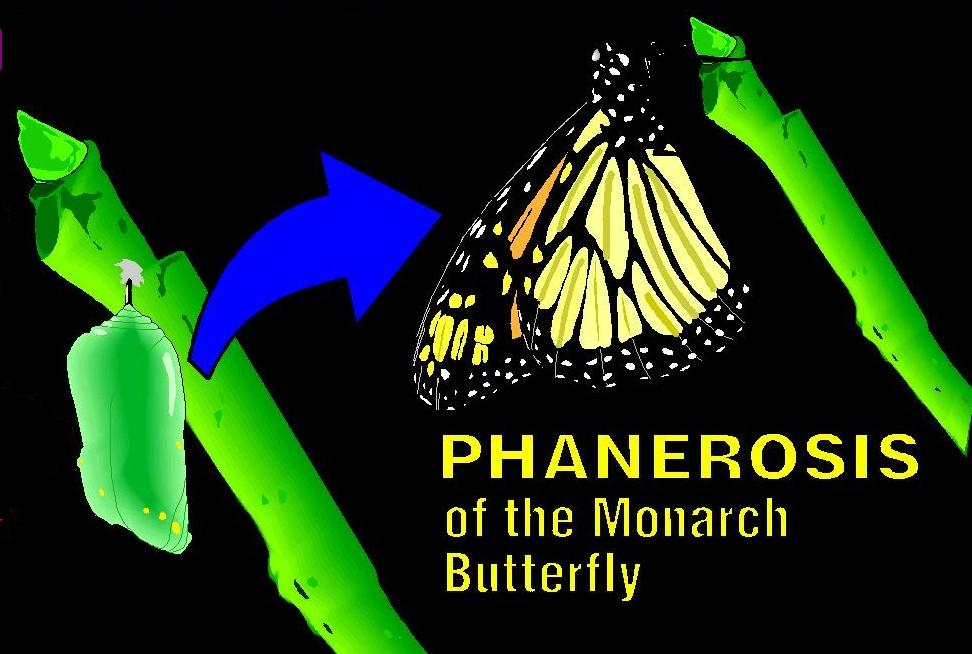 PHANEROSIS
of the Monarch
Butterfly